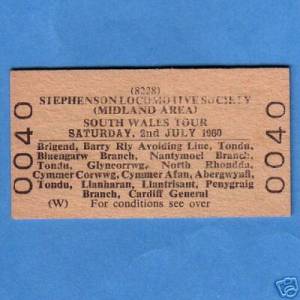 (8228)
STEPHENSON LOCOMOTIVE SOCIETY
(MIDLAND AREA)
SOUTH WALES TOUR
SATURDAY, 2nd JULY 1960
Brigend, Barry Rly Avoiding Line, Tondu,
Bluengarw Branch, Nantymoel Branch,
Tondu, Glyncorrwg, North Rhondda,
Cymmer Corwwg, Cymmer Afan, Abergwynfi,
Tondu, Llanharan, Llantrisant, Penygraig
Branch, Cardiff General
(W) For conditions see over
0040
0040